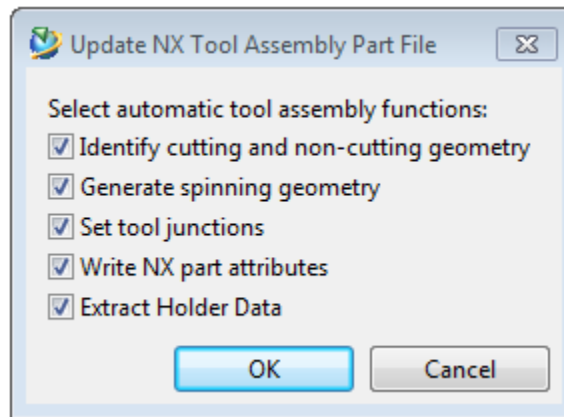 Update NX Tool Assembly Part File
Select automatic tool assembly functions:
Identify cutting and non-cutting geometry
Generate spinning geometry
Set tool junctions
Write NX part attributes
Extract Holder Data
OK Cancel